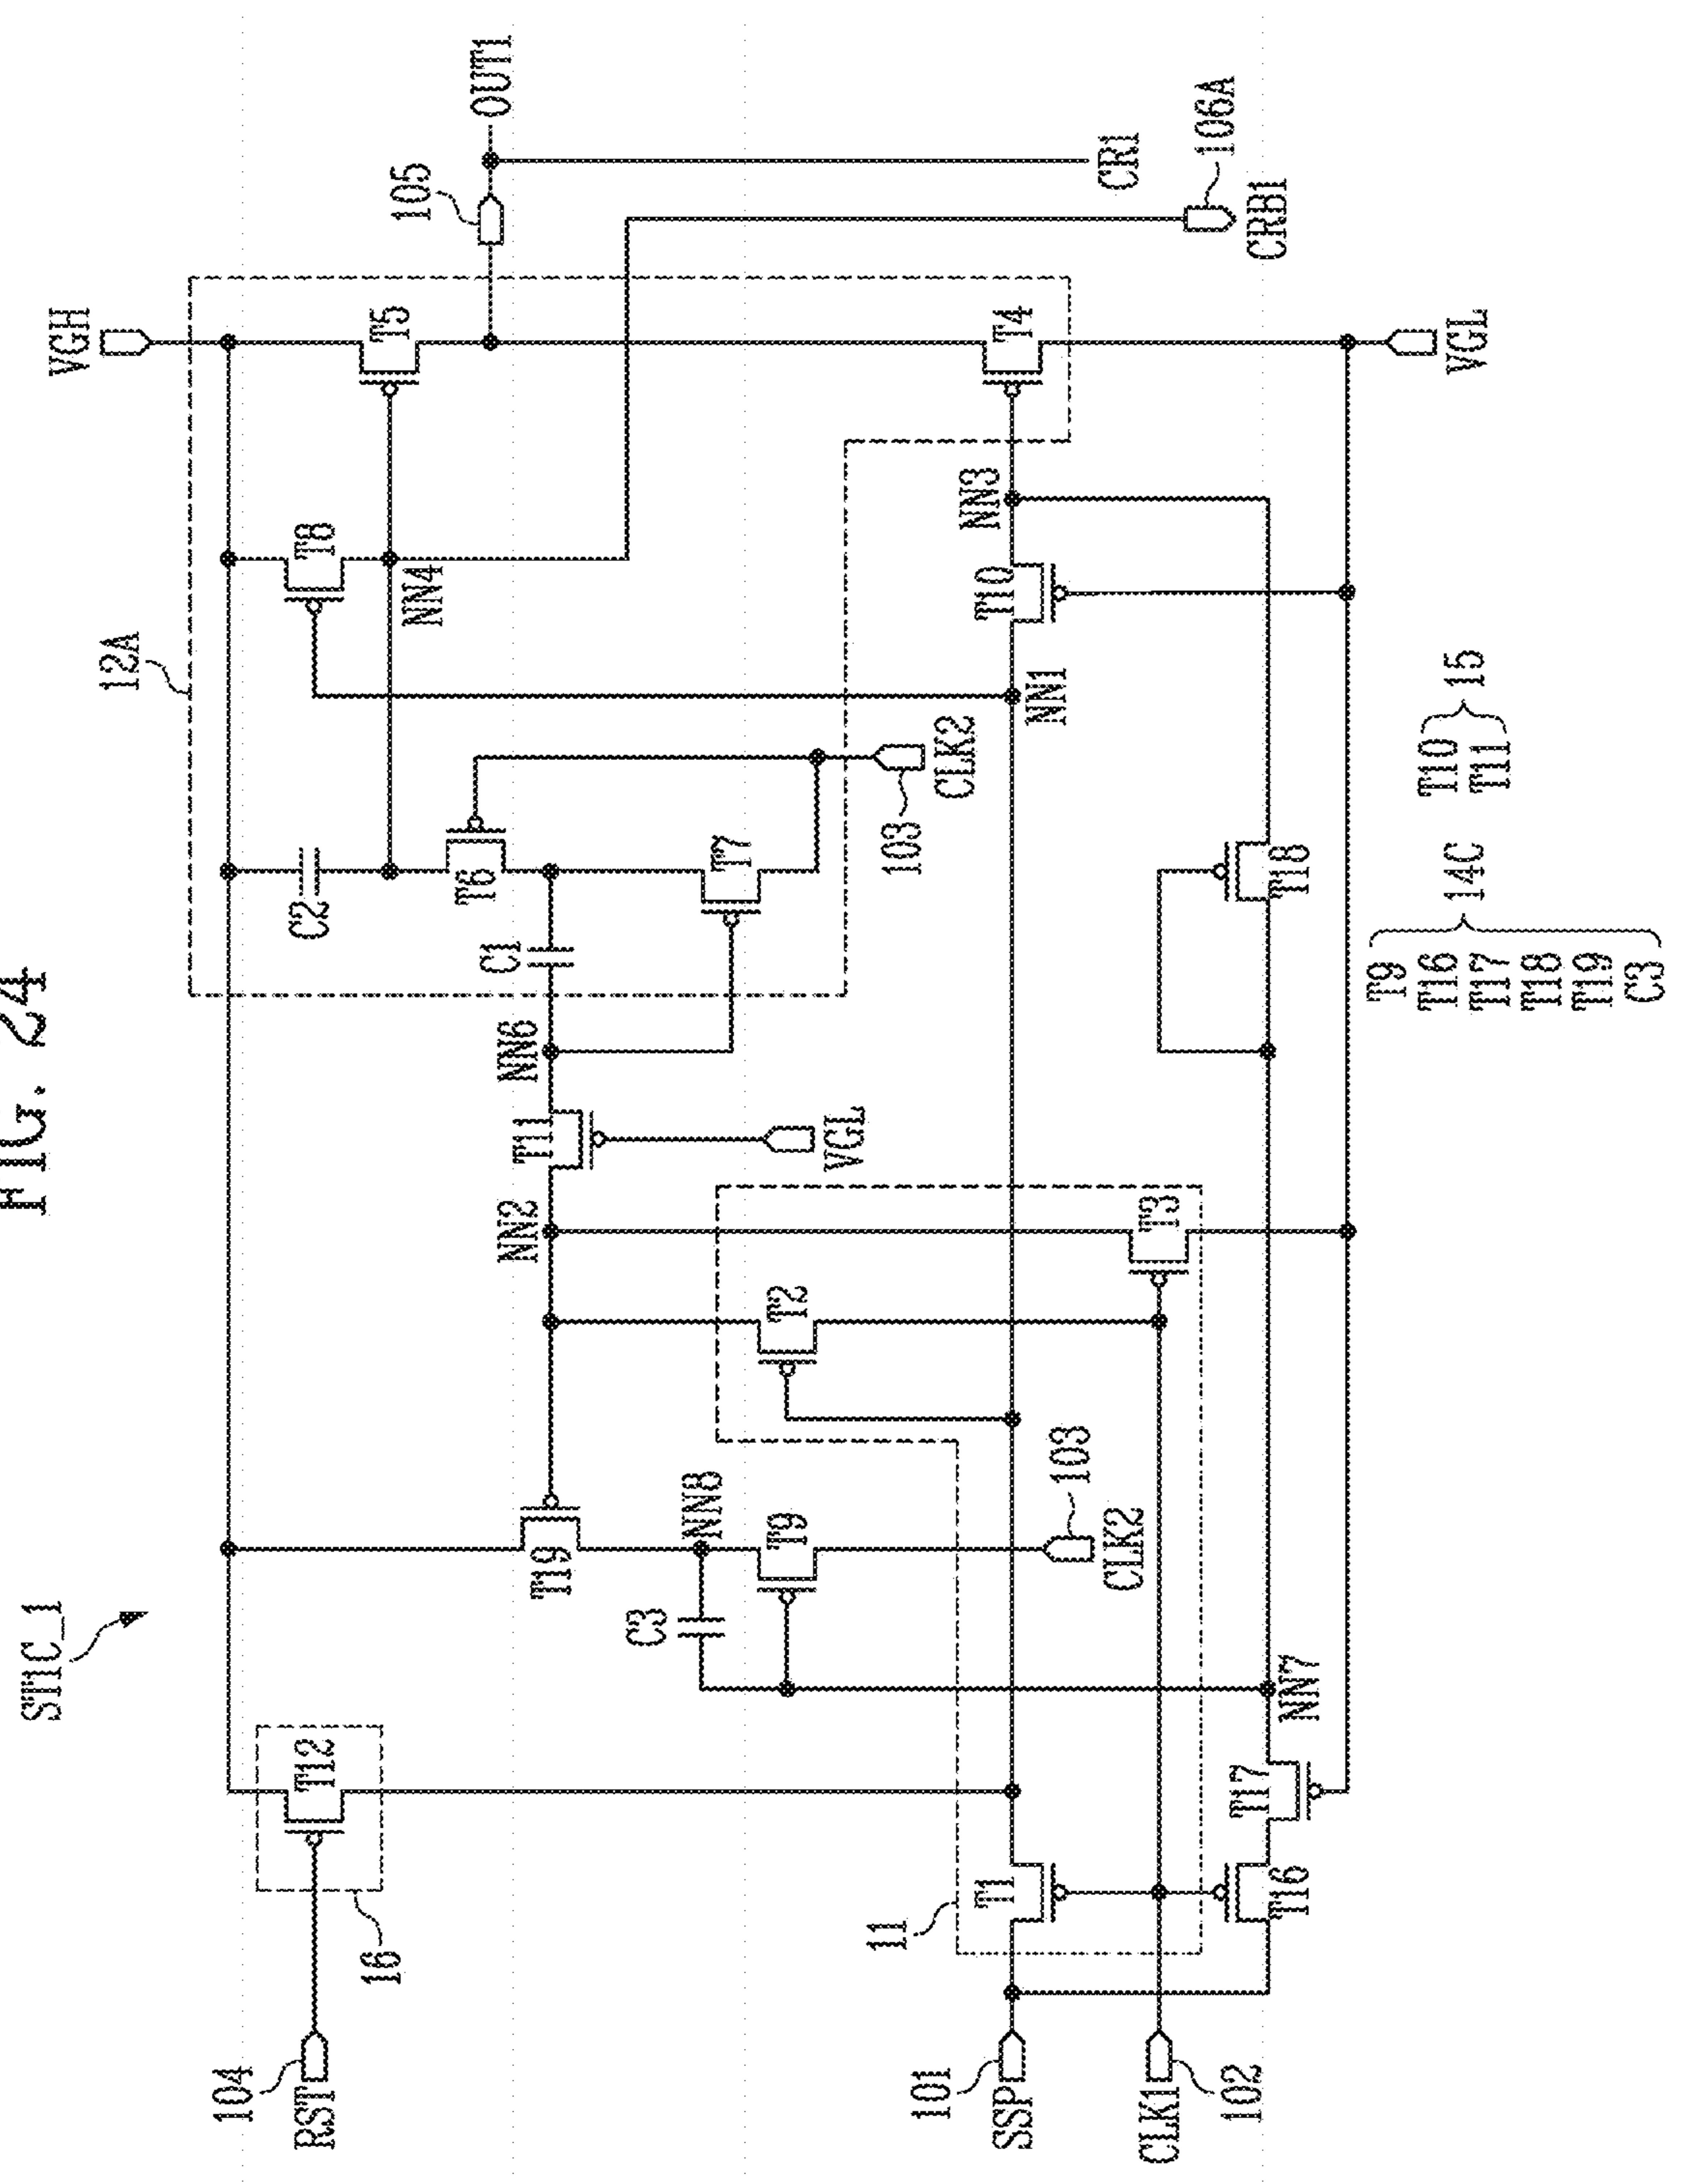 FIG. 24
ST1C_1
12A
VGH
T12
T8
T5
104
RST
16
C2
NN4
105
OUT1
T19
NN2
T11
NN6
C1
T6
C3
NN8
T9
T2
VGL
T7
103
CLK2
11
T1
101
SSP
103
CLK2
NN1
T10
NN3
T4
CR1
106A
CRB1
T3
CLK1
102
T16
T17
NN7
T18
VGL
T9
T16
T17
T18
T19
C3
14C
T10
T11
15